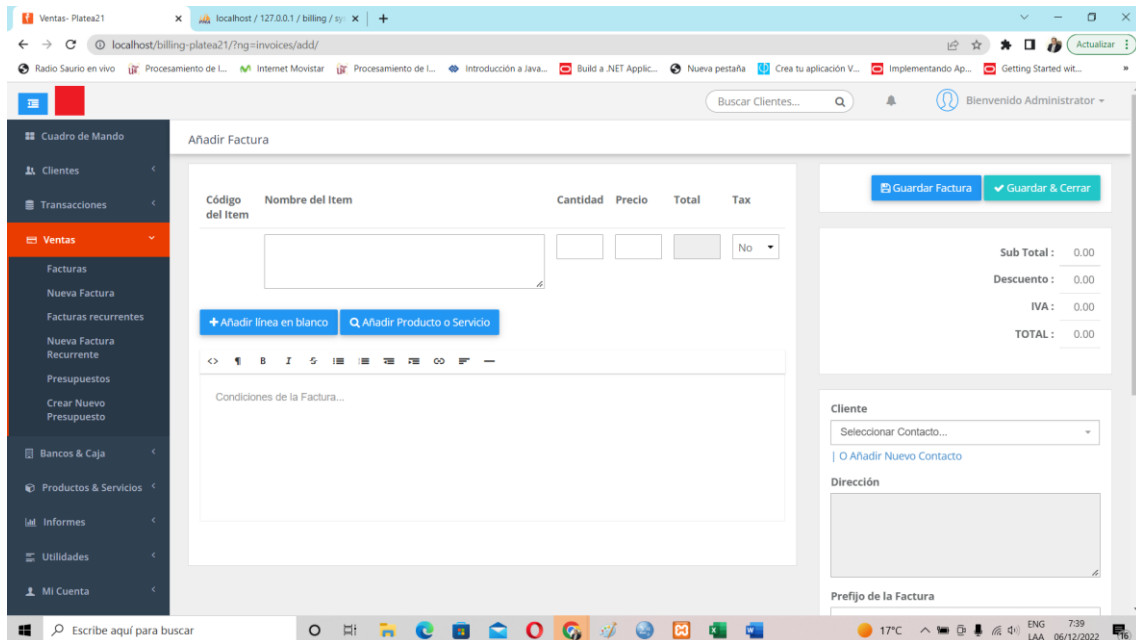 Ventas- Platea21
localhost / 127.0.0.1 / billing / sy
localhost/billing-platea21/?ng=invoices/add/
Actualizar
Radio Saurio en vivo
Procesamiento de l...
Internet Movistar
Procesamiento de l...
Introducción a Java...
Build a .NET Applic...
Nueva pestaña
Crea tu aplicación V...
Implementando Ap...
Getting Started wit...
»
Buscar Clientes...
Bienvenido Administrator
Cuadro de Mando
Clientes
Transacciones
Ventas
Facturas
Nueva Factura
Facturas recurrentes
Nueva Factura
Recurrente
Presupuestos
Crear Nuevo
Presupuesto
Bancos & Caja
Productos & Servicios
Informes
Utilidades
Mi Cuenta
Añadir Factura
Código
del Item
Nombre del Item
Cantidad
Precio
Total
Tax
No
Añadir línea en blanco
Añadir Producto o Servicio
Condiciones de la Factura...
Guardar Factura
Guardar & Cerrar
Sub Total : 0.00
Descuento : 0.00
IVA : 0.00
TOTAL : 0.00
Cliente
Seleccionar Contacto...
| O Añadir Nuevo Contacto
Dirección
Prefijo de la Factura
Escribe aquí para buscar
17°C
ENG
LAA
7:39
06/12/2022
16